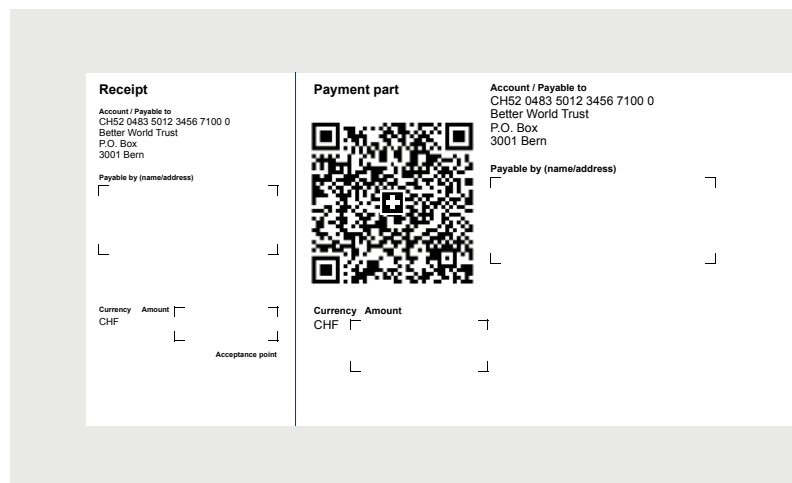 Receipt
Account / Payable to
CH52 0483 5012 3456 7100 0
Better World Trust
P.O. Box
3001 Bern
Payable by (name/address)
Currency Amount
CHF
Acceptance point
Payment part
Currency Amount
CHF
Account / Payable to
CH52 0483 5012 3456 7100 0
Better World Trust
P.O. Box
3001 Bern
Payable by (name/address)